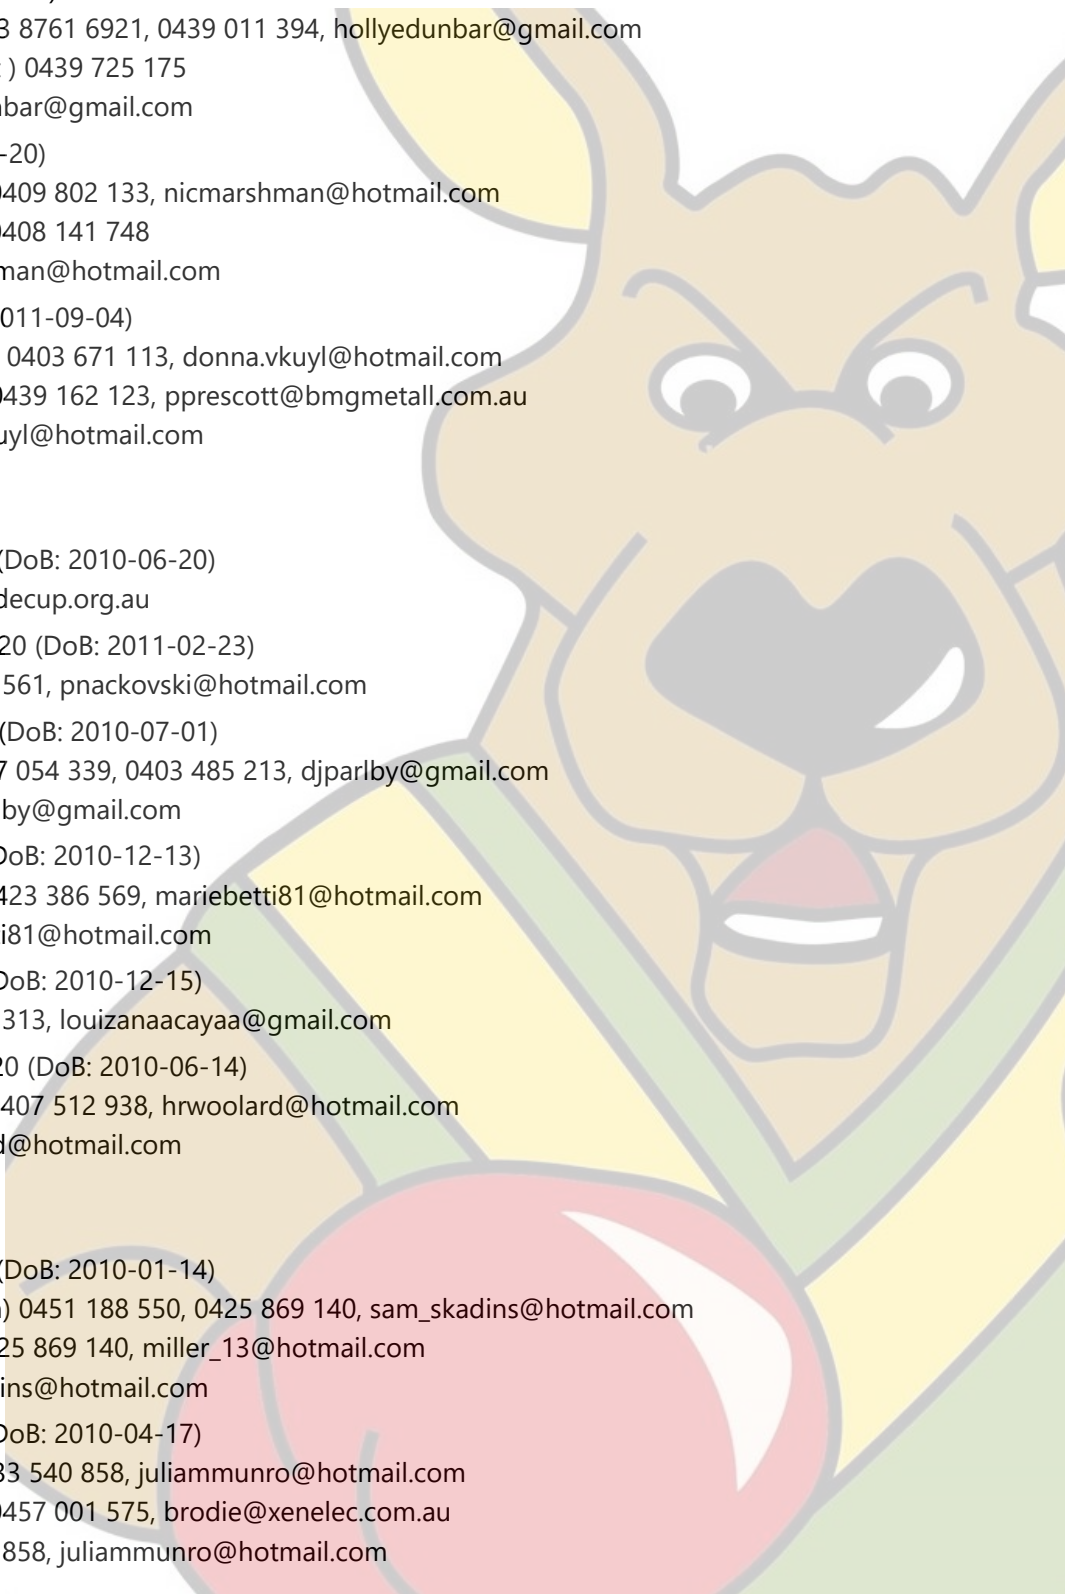 8761 6921, 0439 011 394, hollyedunbar@gmail.com
) 0439 725 175
bar@gmail.com
-20)
0409 802 133, nicmarshman@hotmail.com
0408 141 748
man@hotmail.com
011-09-04)
0403 671 113, donna.vkuyl@hotmail.com
0439 162 123, pprescott@bmgmetall.com.au
uyl@hotmail.com
(DoB: 2010-06-20)
decup.org.au
20 (DoB: 2011-02-23)
561, pnackovski@hotmail.com
(DoB: 2010-07-01)
7 054 339, 0403 485 213, djparlby@gmail.com
by@gmail.com
DoB: 2010-12-13)
423 386 569, mariebetti81@hotmail.com
i81@hotmail.com
DoB: 2010-12-15)
313, louizanaacayaa@gmail.com
20 (DoB: 2010-06-14)
407 512 938, hrwoolard@hotmail.com
d@hotmail.com
(DoB: 2010-01-14)
) 0451 188 550, 0425 869 140, sam_skadins@hotmail.com
25 869 140, miller_13@hotmail.com
ins@hotmail.com
DoB: 2010-04-17)
33 540 858, juliammunro@hotmail.com
0457 001 575, brodie@xenelec.com.au
858, juliammunro@hotmail.com